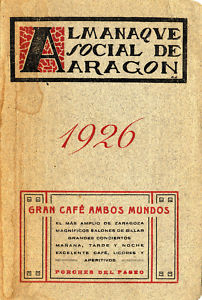 ALMANAQVE
SOCIAL DE
ARAGON
1926
GRAN CAFÉ AMBOS MUNDOS
EL MÁS AMPLIO DE ZARAGOZA
MAGNÍFICOS SALONES DE BILLAR
GRANDES CONCIERTOS
MAÑANA, TARDE Y NOCHE
EXCELENTE CAFÉ, LICORES Y
APERITIVOS
PORCHES DEL PASEO